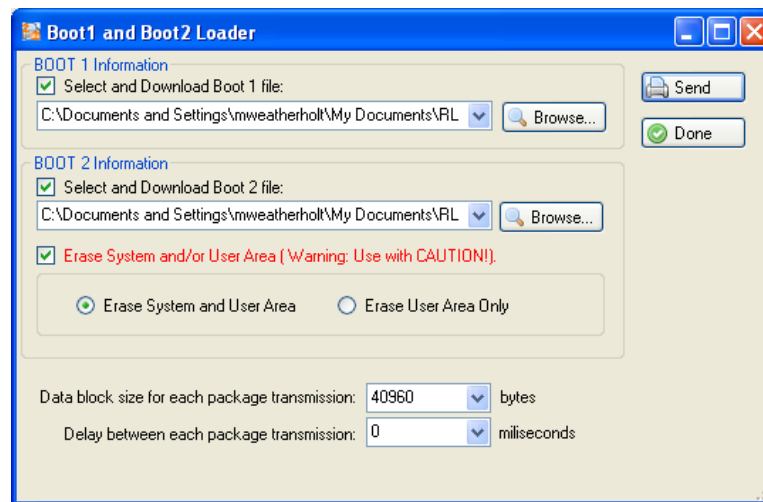 Boot1 and Boot2 Loader
BOOT 1 Information
Select and Download Boot 1 file:
C:\Documents and Settings\mweatherholt\My Documents\RL
Browse...
Send
Done
BOOT 2 Information
Select and Download Boot 2 file:
C:\Documents and Settings\mweatherholt\My Documents\RL
Browse...
Erase System and/or User Area ( Warning: Use with CAUTION!).
Erase System and User Area
Erase User Area Only
Data block size for each package transmission: 40960 bytes
Delay between each package transmission: 0 miliseconds